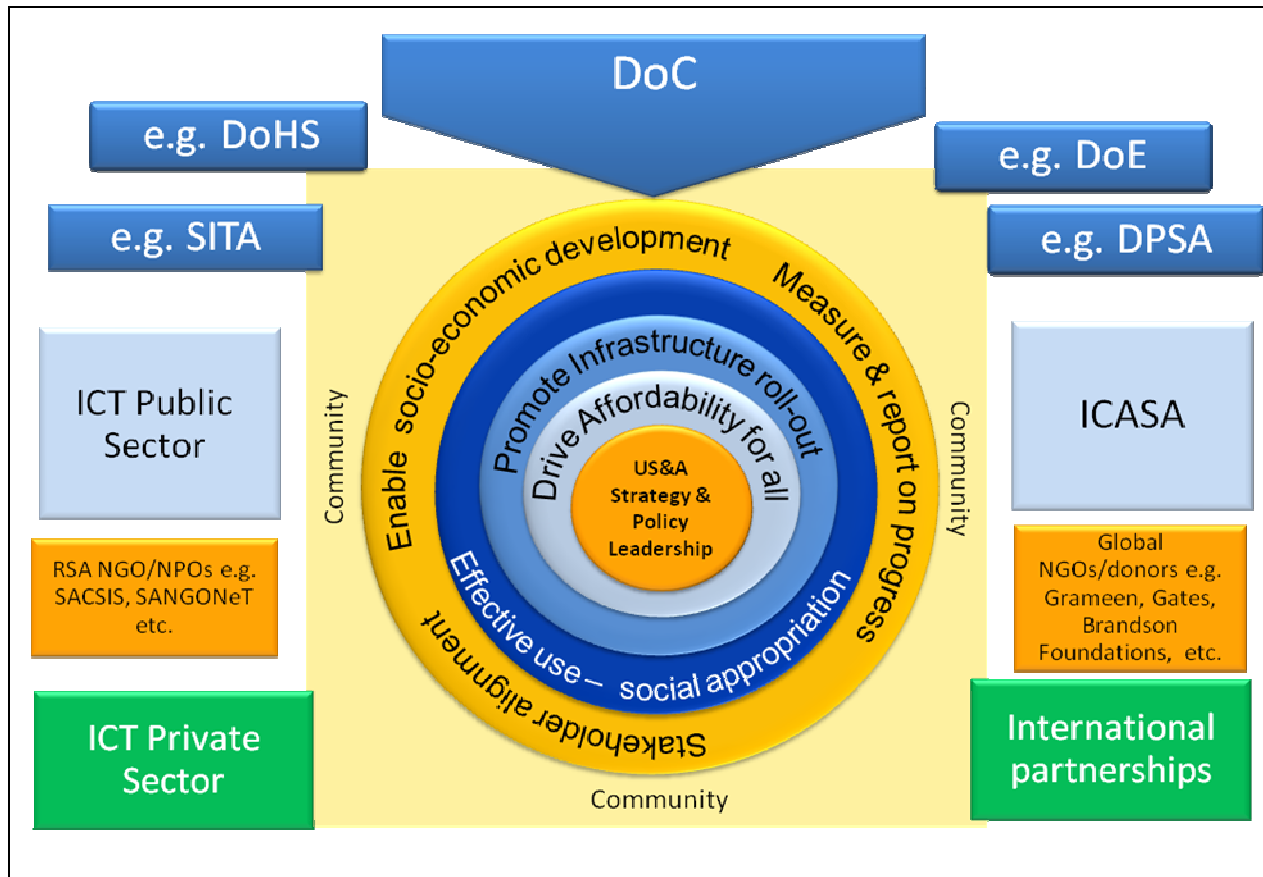 DoC
e.g. DoHS
e.g. DoE
e.g. SITA
e.g. DPSA
ICT Public
Sector
ICASA
RSA NGO/NPOs e.g.
SACSIS, SANGONeT
etc.
Global
NGOs/donors e.g.
Grameen, Gates,
Brandson
Foundations, etc.
ICT Private
Sector
International
partnerships
Community
Community
Community
Enable socio-economic development
Measure & report on progress
Stakeholder alignment
Effective use – social appropriation
Promote Infrastructure roll-out
Drive Affordability for all
US&A
Strategy &
Policy
Leadership